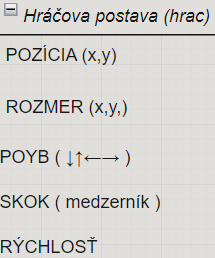 Hráčova postava (hrac)
POZÍCIA (x,y)
ROZMER (x,y,)
POYB ( ↓↑←→ )
SKOK ( medzerník )
RÝCHLOSŤ